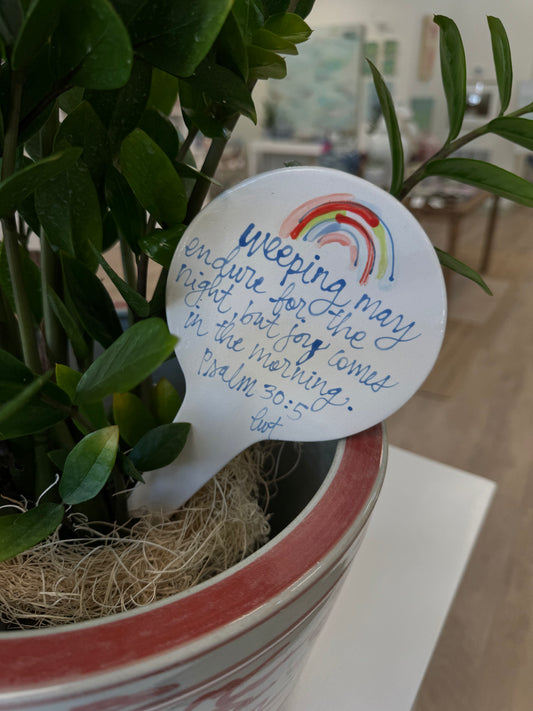 weeping may
endure for the
night, but joy comes
in the morning.
Psalm 30:5